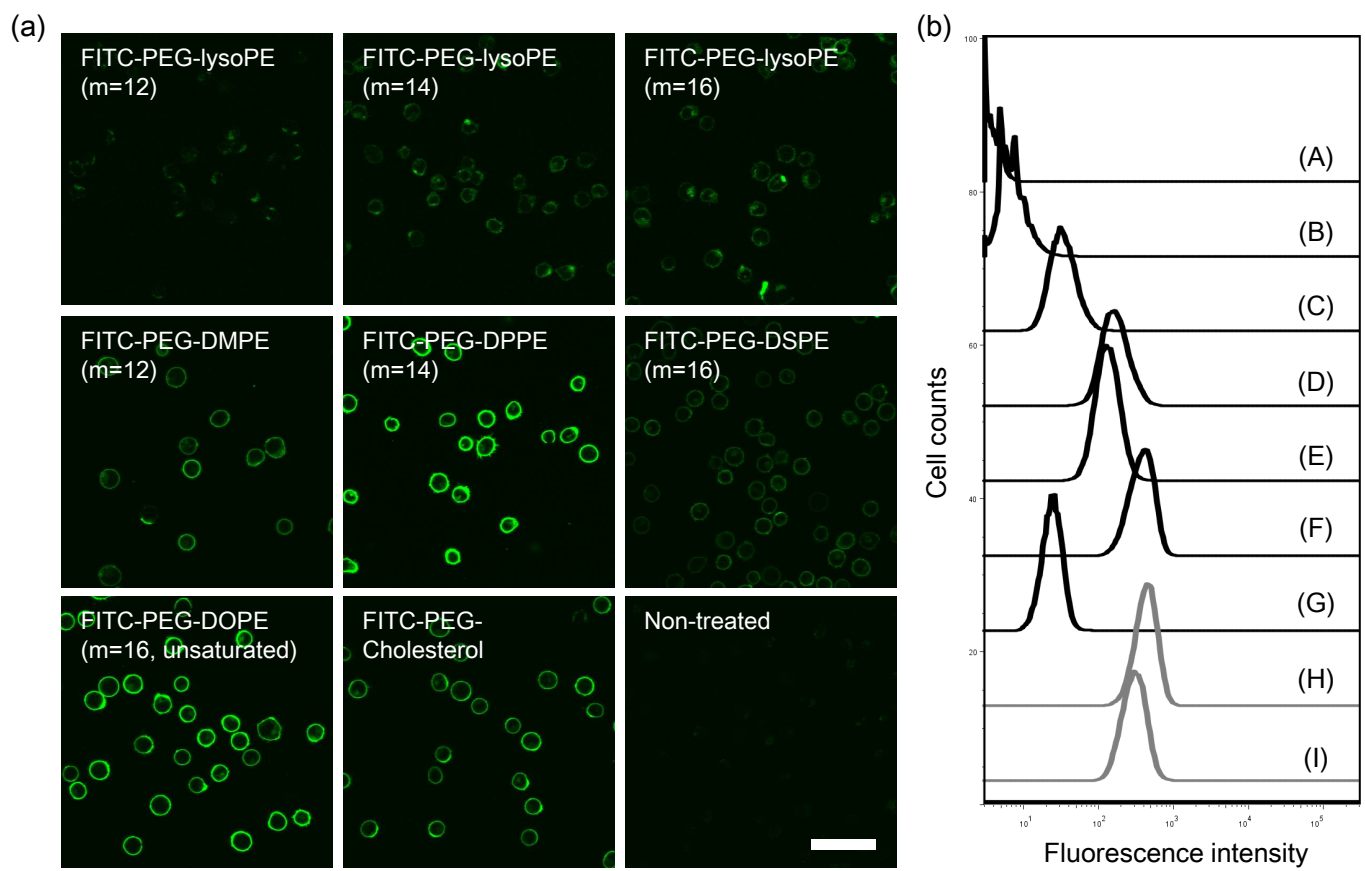 (a)
FITC-PEG-lysoPE
(m=12)
FITC-PEG-lysoPE
(m=14)
FITC-PEG-lysoPE
(m=16)
FITC-PEG-DMPE
(m=12)
FITC-PEG-DPPE
(m=14)
FITC-PEG-DSPE
(m=16)
FITC-PEG-DOPE
(m=16, unsaturated)
FITC-PEG-
Cholesterol
Non-treated
(b)
100
80
60
40
20
Cell counts
(A)
(B)
(C)
(D)
(E)
(F)
(G)
(H)
(I)
10¹
10²
10³
10⁴
10⁵
Fluorescence intensity